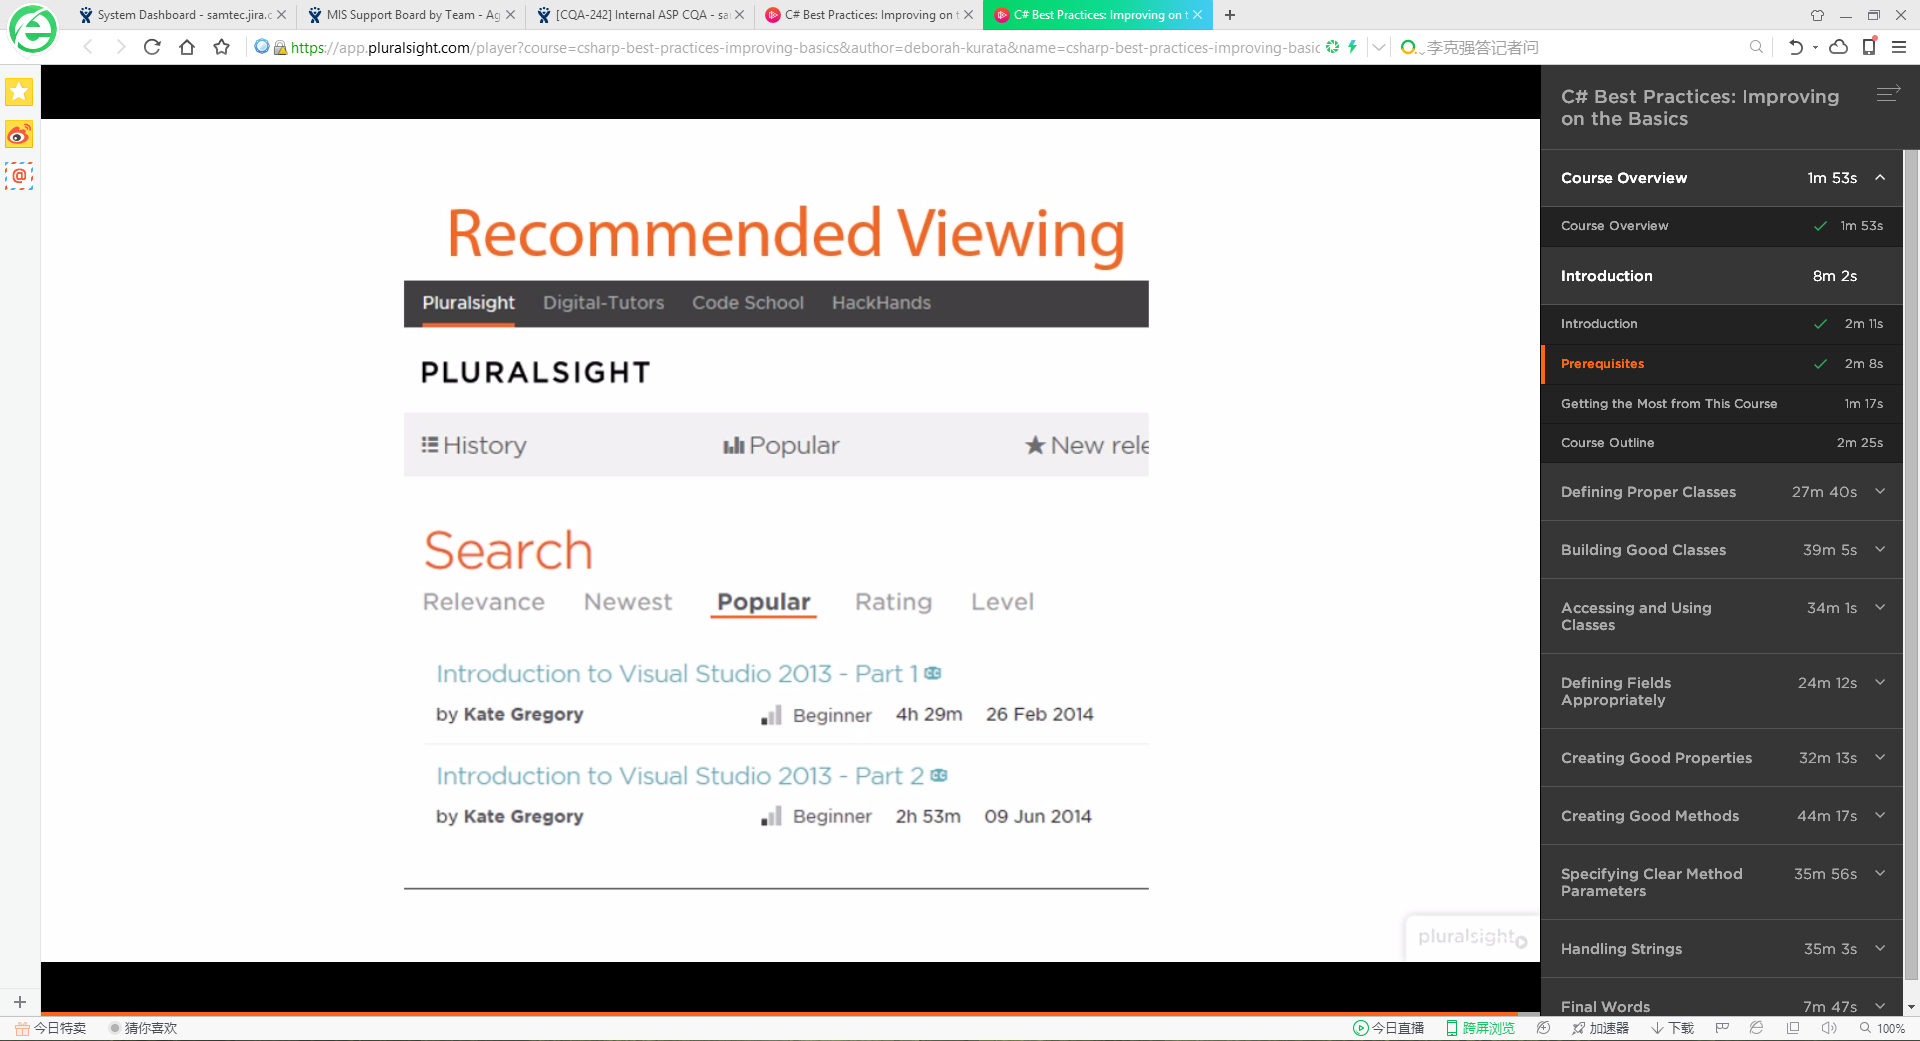 System Dashboard - samtec.jira.c
MIS Support Board by Team - Ag
[CQA-242] Internal ASP CQA - sa
C# Best Practices: Improving on t
C# Best Practices: Improving on t
https://app.pluralsight.com/player?course=csharp-best-practices-improving-basics&author=deborah-kurata&name=csharp-best-practices-improving-basic
李克强答记者问
Recommended Viewing
Pluralsight Digital-Tutors Code School HackHands
PLURALSIGHT
History Popular New rele
Search
Relevance Newest Popular Rating Level
Introduction to Visual Studio 2013 - Part 1 CC
by Kate Gregory Beginner 4h 29m 26 Feb 2014
Introduction to Visual Studio 2013 - Part 2 CC
by Kate Gregory Beginner 2h 53m 09 Jun 2014
pluralsight
C# Best Practices: Improving
on the Basics
Course Overview 1m 53s
Course Overview 1m 53s
Introduction 8m 2s
Introduction 2m 11s
Prerequisites 2m 8s
Getting the Most from This Course 1m 17s
Course Outline 2m 25s
Defining Proper Classes 27m 40s
Building Good Classes 39m 5s
Accessing and Using 34m 1s
Classes
Defining Fields 24m 12s
Appropriately
Creating Good Properties 32m 13s
Creating Good Methods 44m 17s
Specifying Clear Method 35m 56s
Parameters
Handling Strings 35m 3s
Final Words 7m 47s
今日特卖 猜你喜欢
今日直播 跨屏浏览 加速器 下载 100%